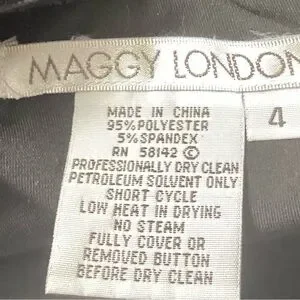 MAGGY LONDON
4
MADE IN CHINA
95% POLYESTER
5% SPANDEX
RN 58142 ©
PROFESSIONALLY DRY CLEAN
PETROLEUM SOLVENT ONLY
SHORT CYCLE
LOW HEAT IN DRYING
NO STEAM
FULLY COVER OR
REMOVED BUTTON
BEFORE DRY CLEAN